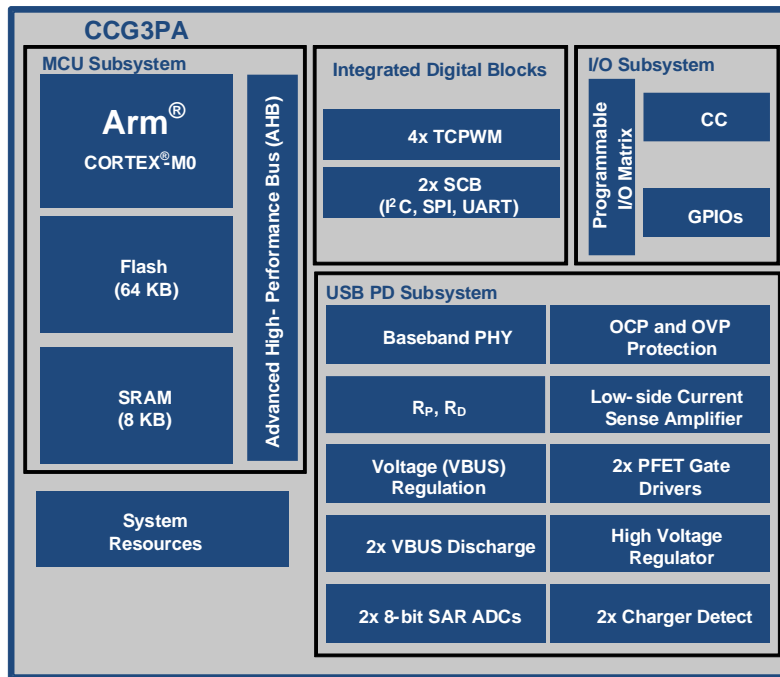 CCG3PA
MCU Subsystem
Arm®
CORTEX®-M0
Flash
(64 KB)
SRAM
(8 KB)
Advanced High- Performance Bus (AHB)
System
Resources
Integrated Digital Blocks
4x TCPWM
2x SCB
(I²C, SPI, UART)
I/O Subsystem
Programmable
I/O Matrix
CC
GPIOs
USB PD Subsystem
Baseband PHY
OCP and OVP
Protection
RP, RD
Low-side Current
Sense Amplifier
Voltage (VBUS)
Regulation
2x PFET Gate
Drivers
2x VBUS Discharge
High Voltage
Regulator
2x 8-bit SAR ADCs
2x Charger Detect